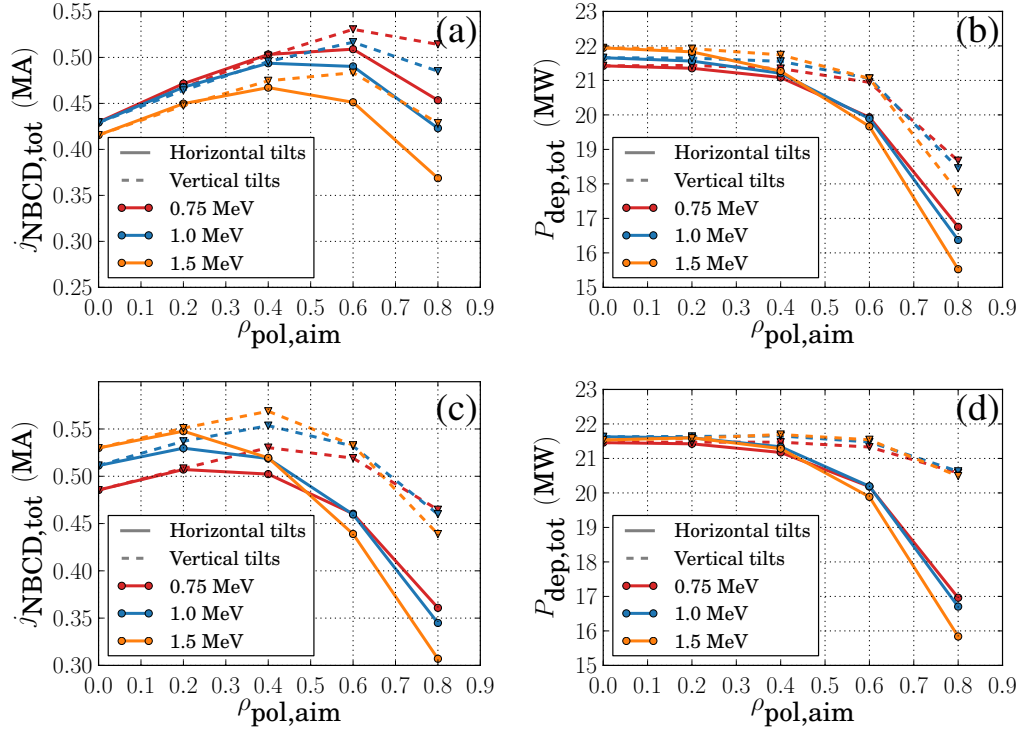 (a)
j_NBCD,tot (MA)
0.55
0.50
0.45
0.40
0.35
0.30
0.25
Horizontal tilts
Vertical tilts
0.75 MeV
1.0 MeV
1.5 MeV
0.0 0.1 0.2 0.3 0.4 0.5 0.6 0.7 0.8 0.9
ρpol,aim
(b)
P_dep,tot (MW)
23
22
21
20
19
18
17
16
15
Horizontal tilts
Vertical tilts
0.75 MeV
1.0 MeV
1.5 MeV
0.0 0.1 0.2 0.3 0.4 0.5 0.6 0.7 0.8 0.9
ρpol,aim
(c)
j_NBCD,tot (MA)
0.55
0.50
0.45
0.40
0.35
0.30
Horizontal tilts
Vertical tilts
0.75 MeV
1.0 MeV
1.5 MeV
0.0 0.1 0.2 0.3 0.4 0.5 0.6 0.7 0.8 0.9
ρpol,aim
(d)
P_dep,tot (MW)
23
22
21
20
19
18
17
16
15
Horizontal tilts
Vertical tilts
0.75 MeV
1.0 MeV
1.5 MeV
0.0 0.1 0.2 0.3 0.4 0.5 0.6 0.7 0.8 0.9
ρpol,aim